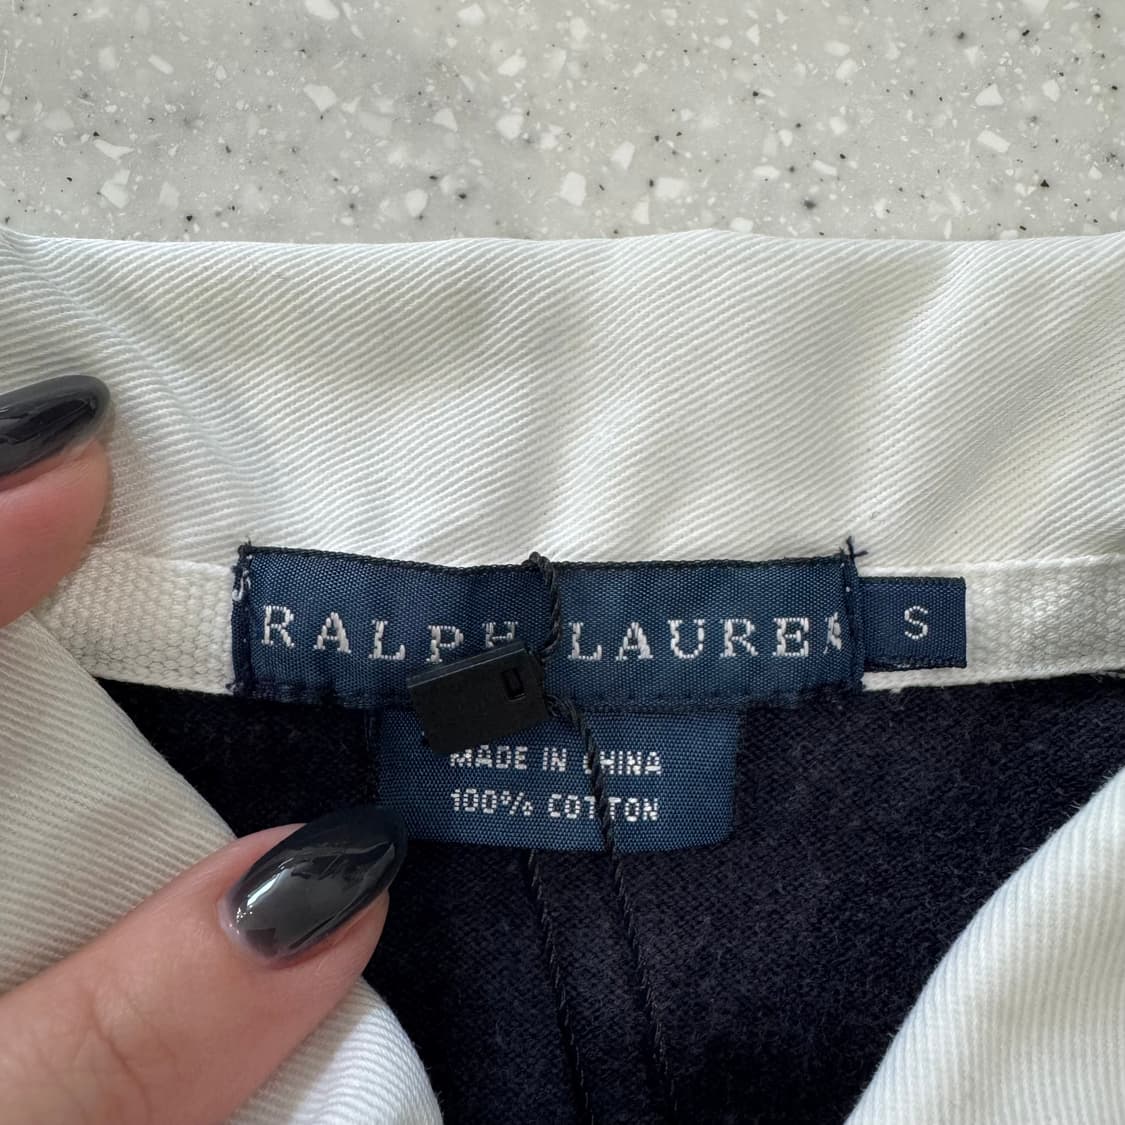 RALPH LAUREN
S
MADE IN CHINA
100% COTTON